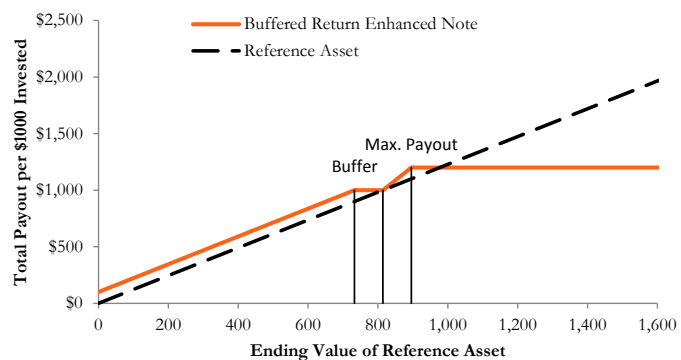 $2,500
Buffered Return Enhanced Note
Reference Asset
$2,000
$1,500
Max. Payout
Buffer
$1,000
$500
$0
Total Payout per $1000 Invested
0 200 400 600 800 1,000 1,200 1,400 1,600
Ending Value of Reference Asset